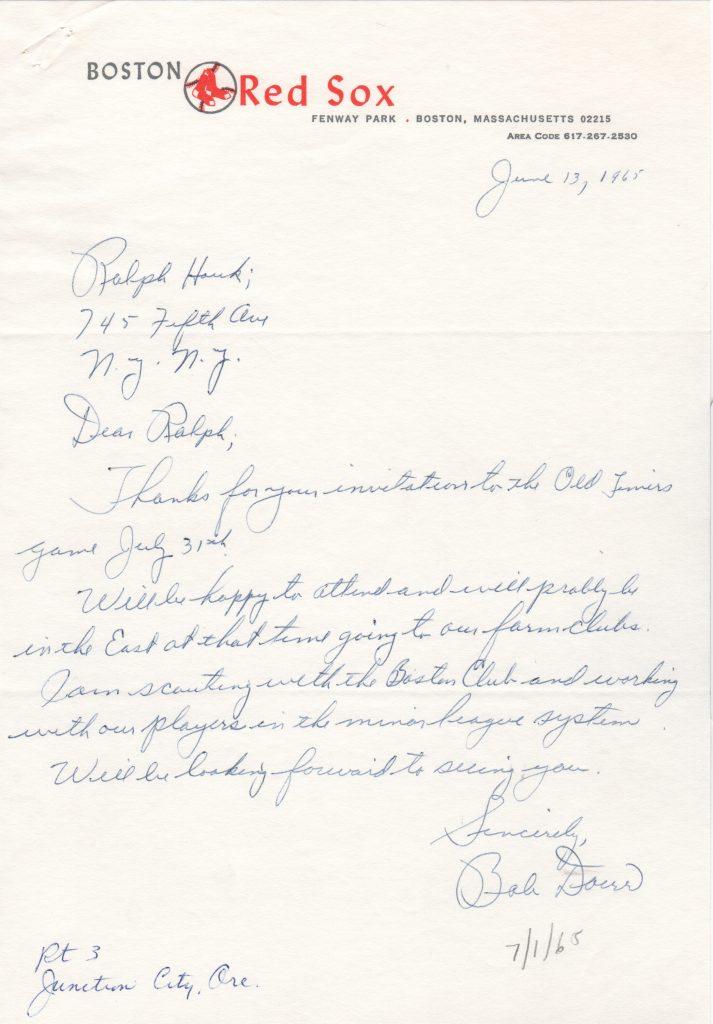 BOSTON Red Sox
FENWAY PARK • BOSTON, MASSACHUSETTS 02215
AREA CODE 617-267-2530
June 13, 1965
Ralph Houk;
745 Fifth Ave
N.Y. N.Y.
Dear Ralph;
Thanks for your invitation to the Old Timers
game July 31st.
Will be happy to attend and will probly be
in the East at that time going to our farm clubs.
I am scouting with the Boston Club and working
with our players in the minor league system.
Will be looking forward to seeing you.
Sincerely,
Bob Doerr
7/1/65
Rt 3
Junction City, Ore.